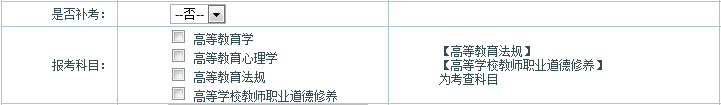 是否补考： --否--
高等教育学
高等教育心理学
报考科目： 高等教育法规
高等学校教师职业道德修养
【高等教育法规】
【高等学校教师职业道德修养】
为考查科目